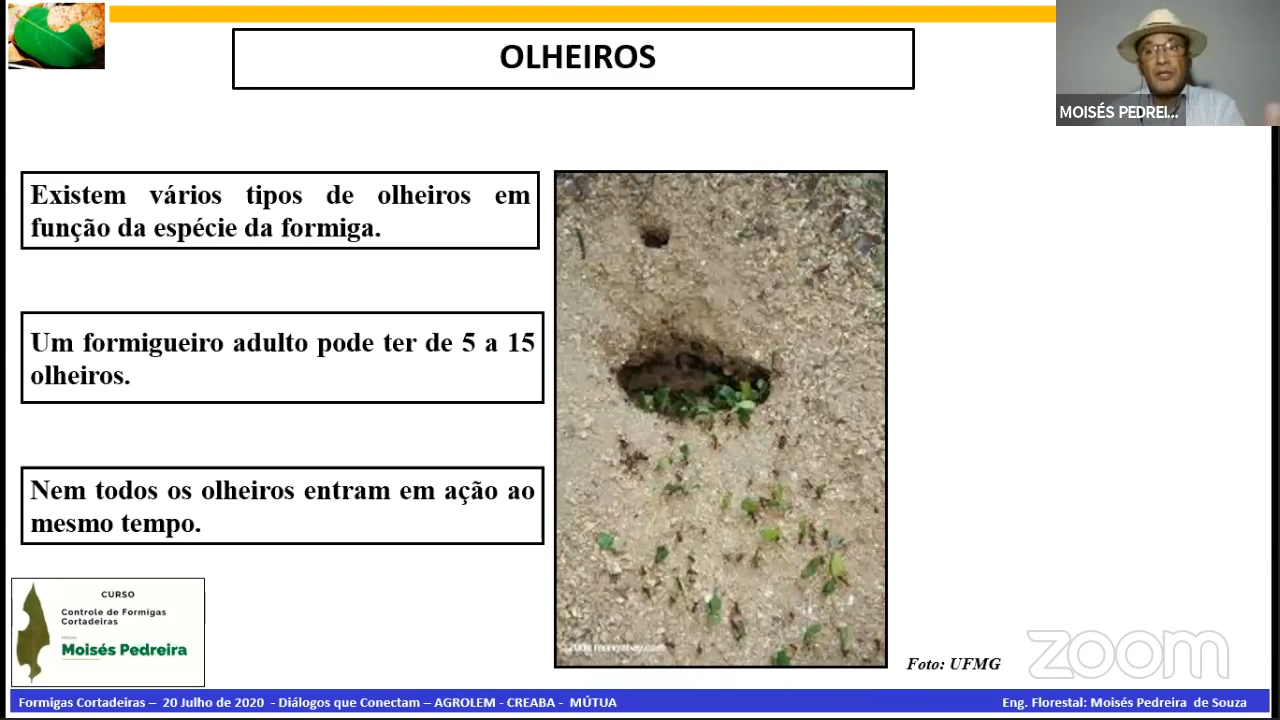 OLHEIROS
MOISÉS PEDREI...
Existem vários tipos de olheiros em
função da espécie da formiga.
Um formigueiro adulto pode ter de 5 a 15
olheiros.
Nem todos os olheiros entram em ação ao
mesmo tempo.
CURSO
Controle de Formigas
Cortadeiras
Moisés Pedreira
Foto: UFMG
zoom
Formigas Cortadeiras – 20 Julho de 2020 - Diálogos que Conectam – AGROLEM - CREABA - MÚTUA
Eng. Florestal: Moisés Pedreira de Souza